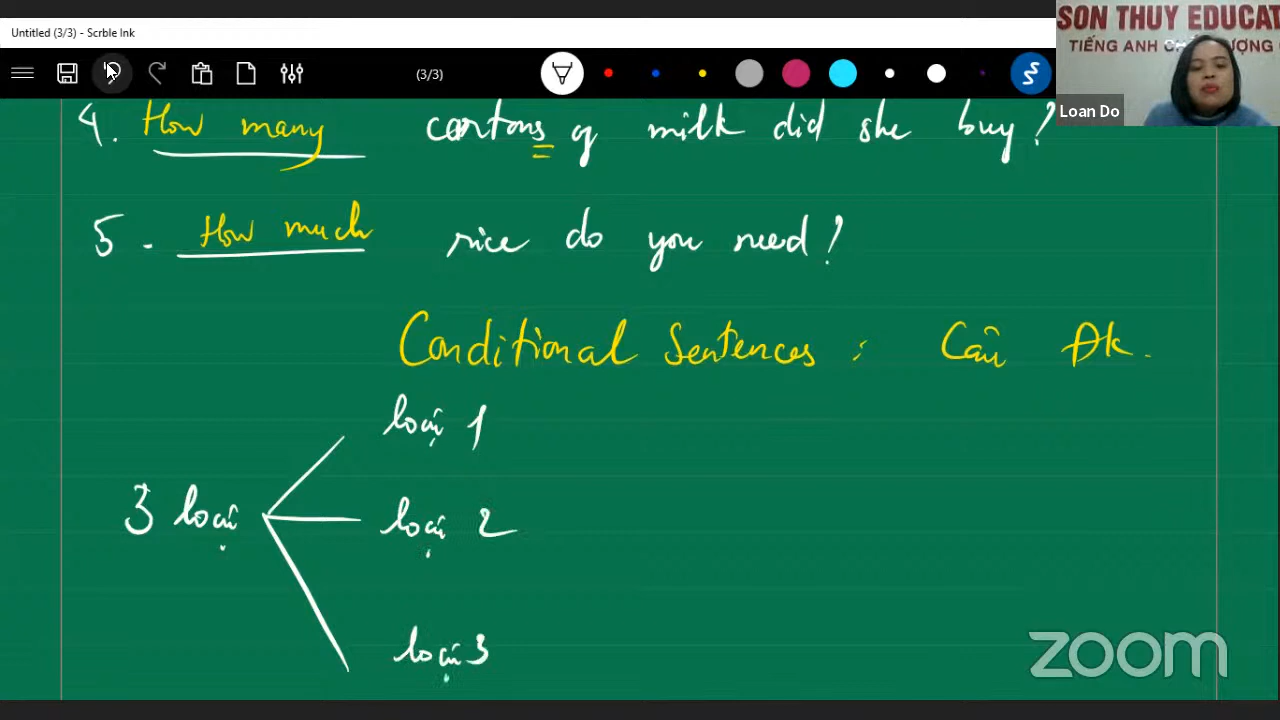 Untitled (3/3) - Scrble Ink
(3/3)
SON THUY EDUCAT
TIẾNG ANH
Loan Do
4. How many cartons of milk did she buy?
5. How much rice do you need?
Conditional Sentences: Câu ĐK.
loại 1
3 loại
loại 2
loại 3
zoom